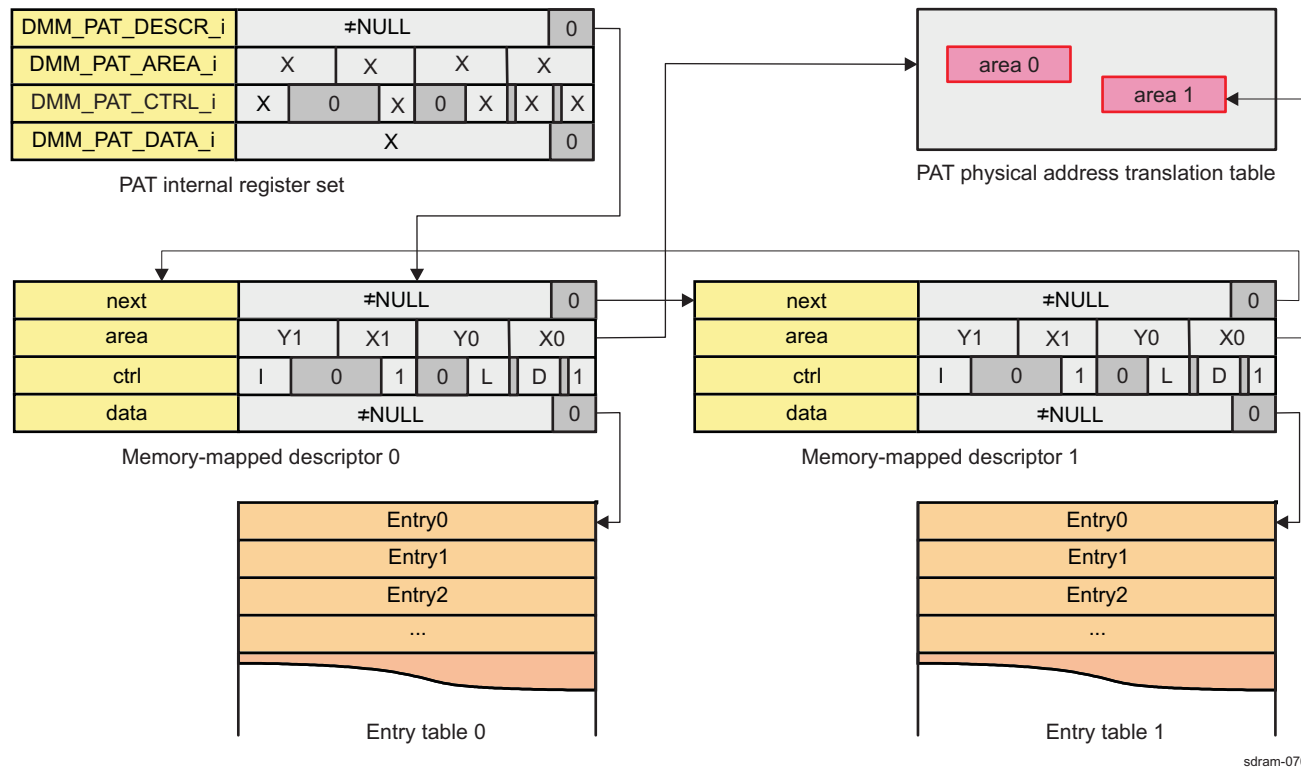 DMM_PAT_DESCR_i ≠NULL 0
DMM_PAT_AREA_i X X X X
DMM_PAT_CTRL_i X 0 X 0 X X X
DMM_PAT_DATA_i X 0
PAT internal register set
area 0
area 1
PAT physical address translation table
next ≠NULL 0
area Y1 X1 Y0 X0
ctrl I 0 1 0 L D 1
data ≠NULL 0
Memory-mapped descriptor 0
next ≠NULL 0
area Y1 X1 Y0 X0
ctrl I 0 1 0 L D 1
data ≠NULL 0
Memory-mapped descriptor 1
Entry0
Entry1
Entry2
...
Entry table 0
Entry0
Entry1
Entry2
...
Entry table 1